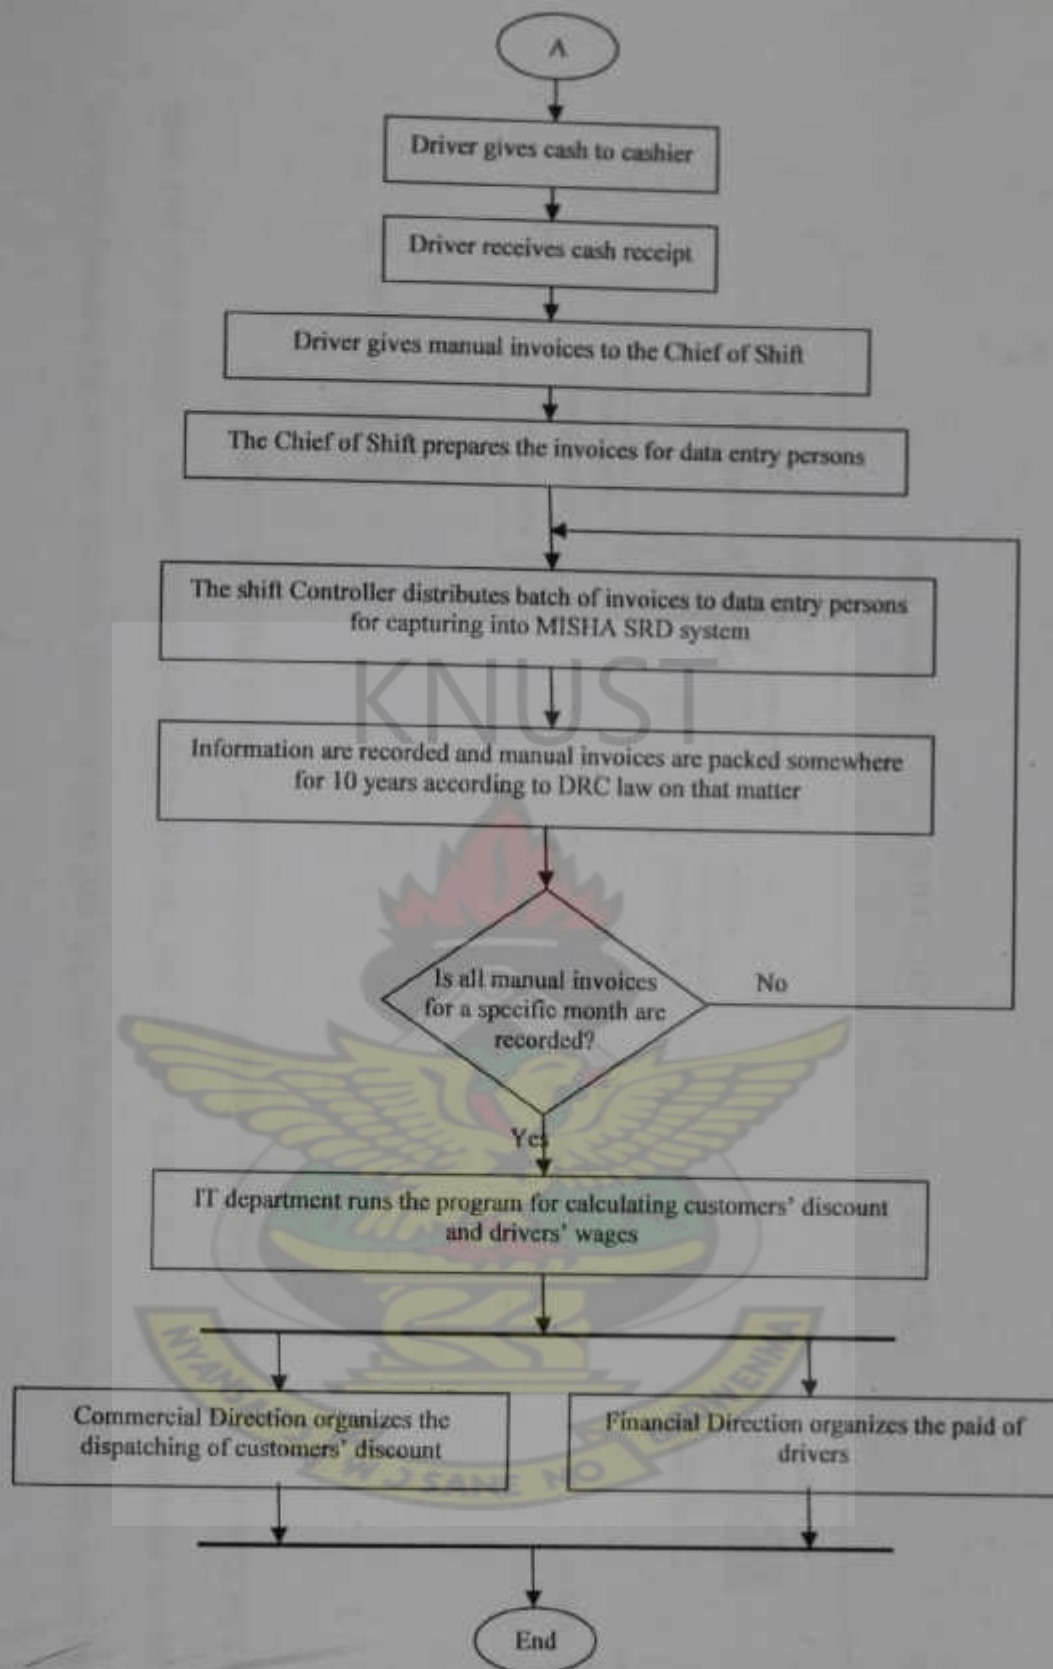 A
Driver gives cash to cashier
Driver receives cash receipt
Driver gives manual invoices to the Chief of Shift
The Chief of Shift prepares the invoices for data entry persons
The shift Controller distributes batch of invoices to data entry persons
for capturing into MISHA SRD system
KNUST
Information are recorded and manual invoices are packed somewhere
for 10 years according to DRC law on that matter
Is all manual invoices
for a specific month are
recorded?
No
Yes
IT department runs the program for calculating customers' discount
and drivers' wages
Commercial Direction organizes the
dispatching of customers' discount
Financial Direction organizes the paid of
drivers
W J SANE NO
End